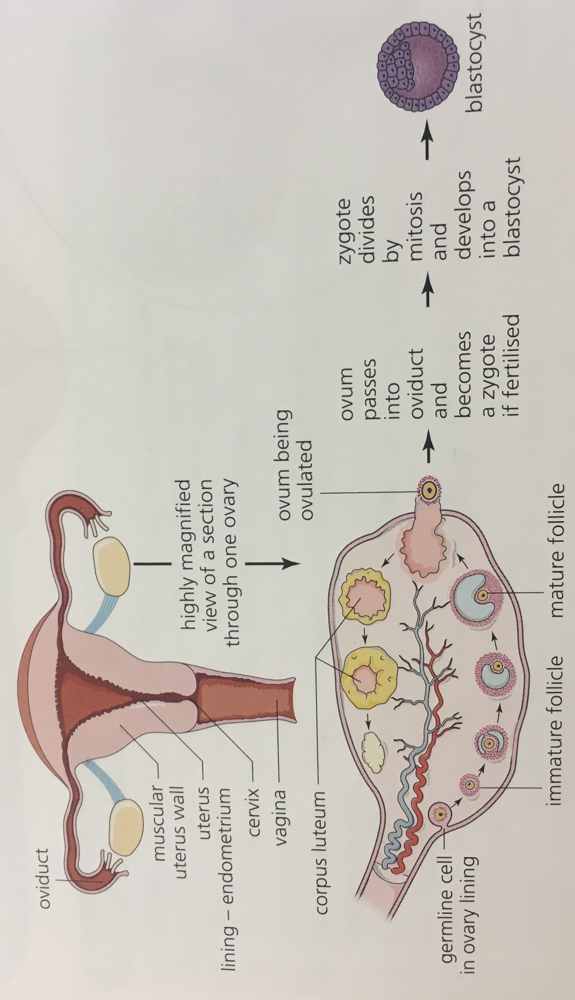 oviduct
muscular
uterus wall
uterus
lining – endometrium
cervix
vagina
highly magnified
view of a section
through one ovary
ovum being
ovulated
corpus luteum
germline cell
in ovary lining
immature follicle
mature follicle
ovum
passes
into
oviduct
and
becomes
a zygote
if fertilised
zygote
divides
by
mitosis
and
develops
into a
blastocyst
blastocyst